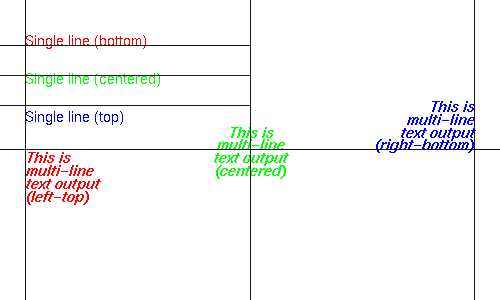 Single line (bottom)
Single line (centered)
Single line (top)
This is
multi-line
text output
(left-top)
This is
multi-line
text output
(centered)
This is
multi-line
text output
(right-bottom)